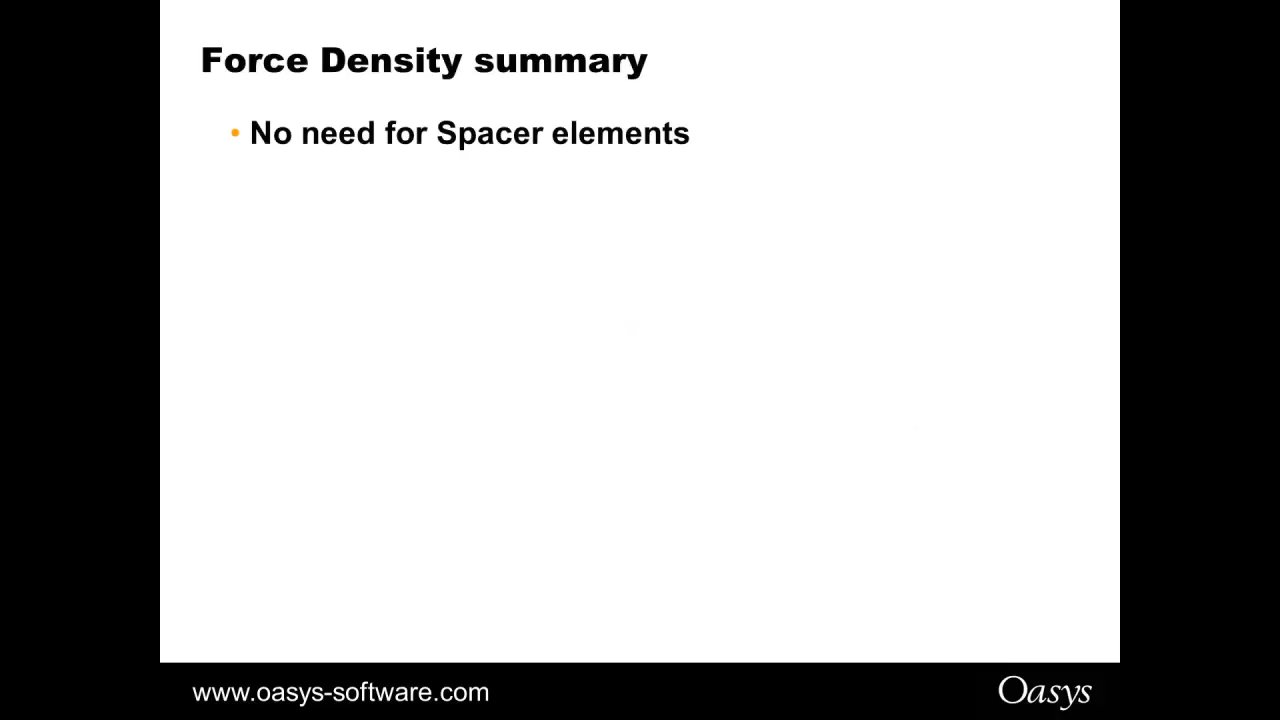 Force Density summary
• No need for Spacer elements
www.oasys-software.com
Oasys